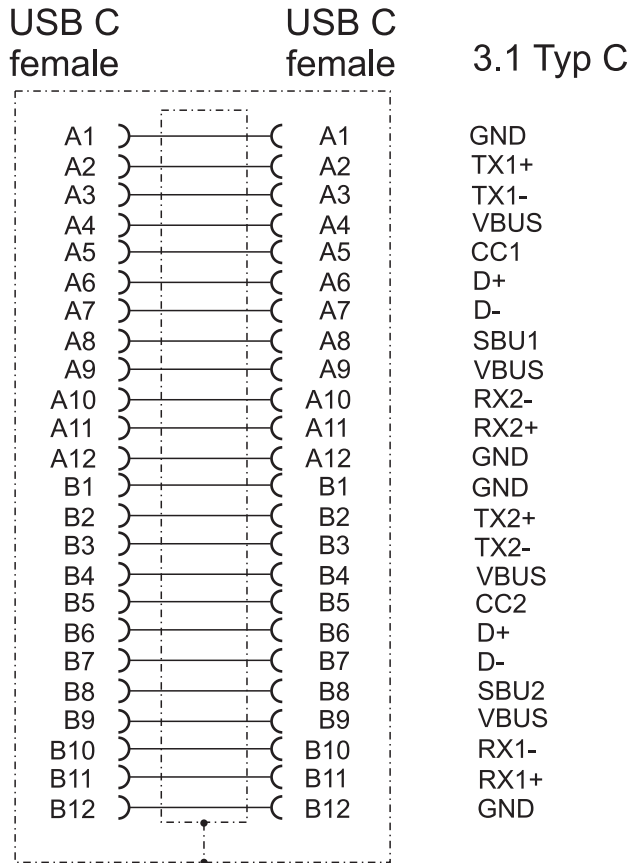 USB C female USB C female 3.1 Typ C
A1 A1 GND
A2 A2 TX1+
A3 A3 TX1-
A4 A4 VBUS
A5 A5 CC1
A6 A6 D+
A7 A7 D-
A8 A8 SBU1
A9 A9 VBUS
A10 A10 RX2-
A11 A11 RX2+
A12 A12 GND
B1 B1 GND
B2 B2 TX2+
B3 B3 TX2-
B4 B4 VBUS
B5 B5 CC2
B6 B6 D+
B7 B7 D-
B8 B8 SBU2
B9 B9 VBUS
B10 B10 RX1-
B11 B11 RX1+
B12 B12 GND